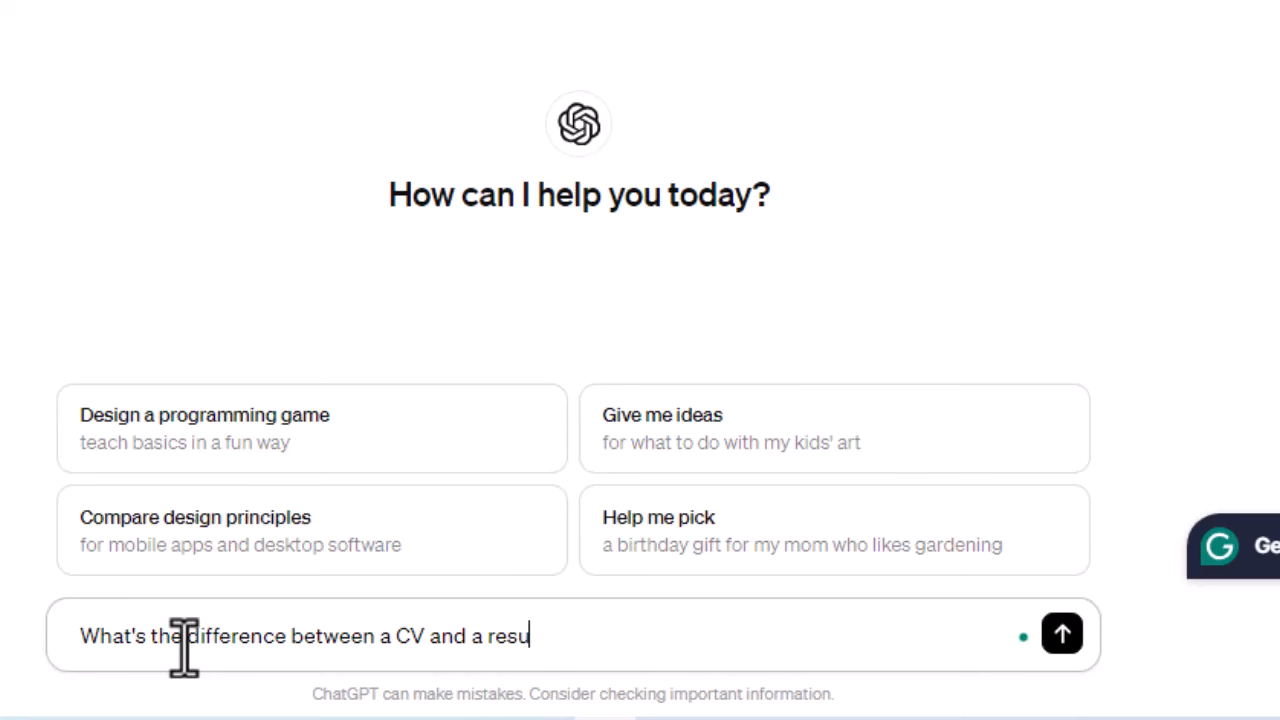 How can I help you today?
Design a programming game
teach basics in a fun way
Give me ideas
for what to do with my kids' art
Compare design principles
for mobile apps and desktop software
Help me pick
a birthday gift for my mom who likes gardening
Ge
What's the difference between a CV and a resu
ChatGPT can make mistakes. Consider checking important information.